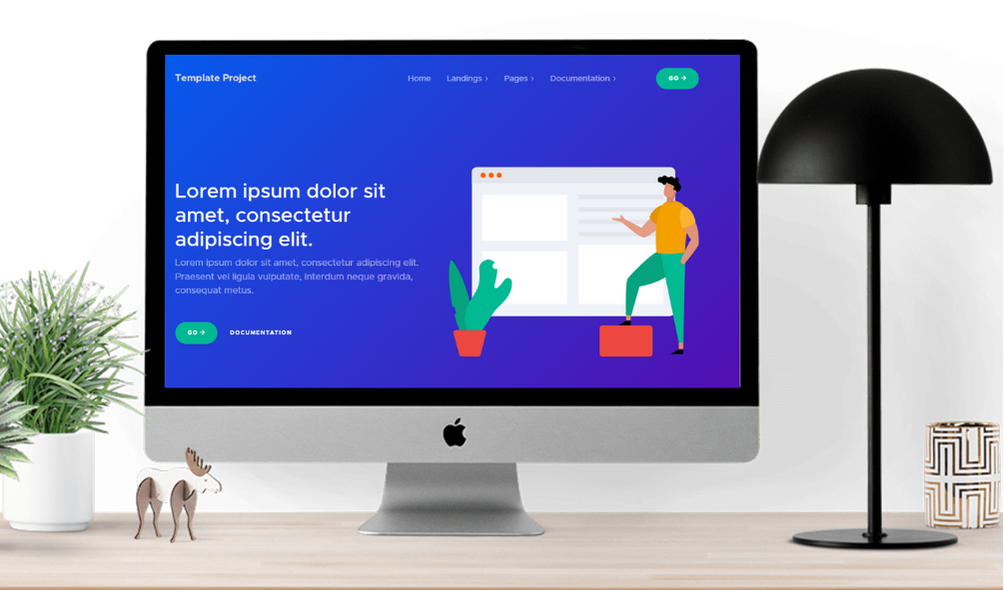 Template Project
Home Landings › Pages › Documentation › GO →
Lorem ipsum dolor sit
amet, consectetur
adipiscing elit.
Lorem ipsum dolor sit amet, consectetur adipiscing elit.
Praesent vel ligula vulputate, interdum neque gravida,
consequat metus.
GO → DOCUMENTATION